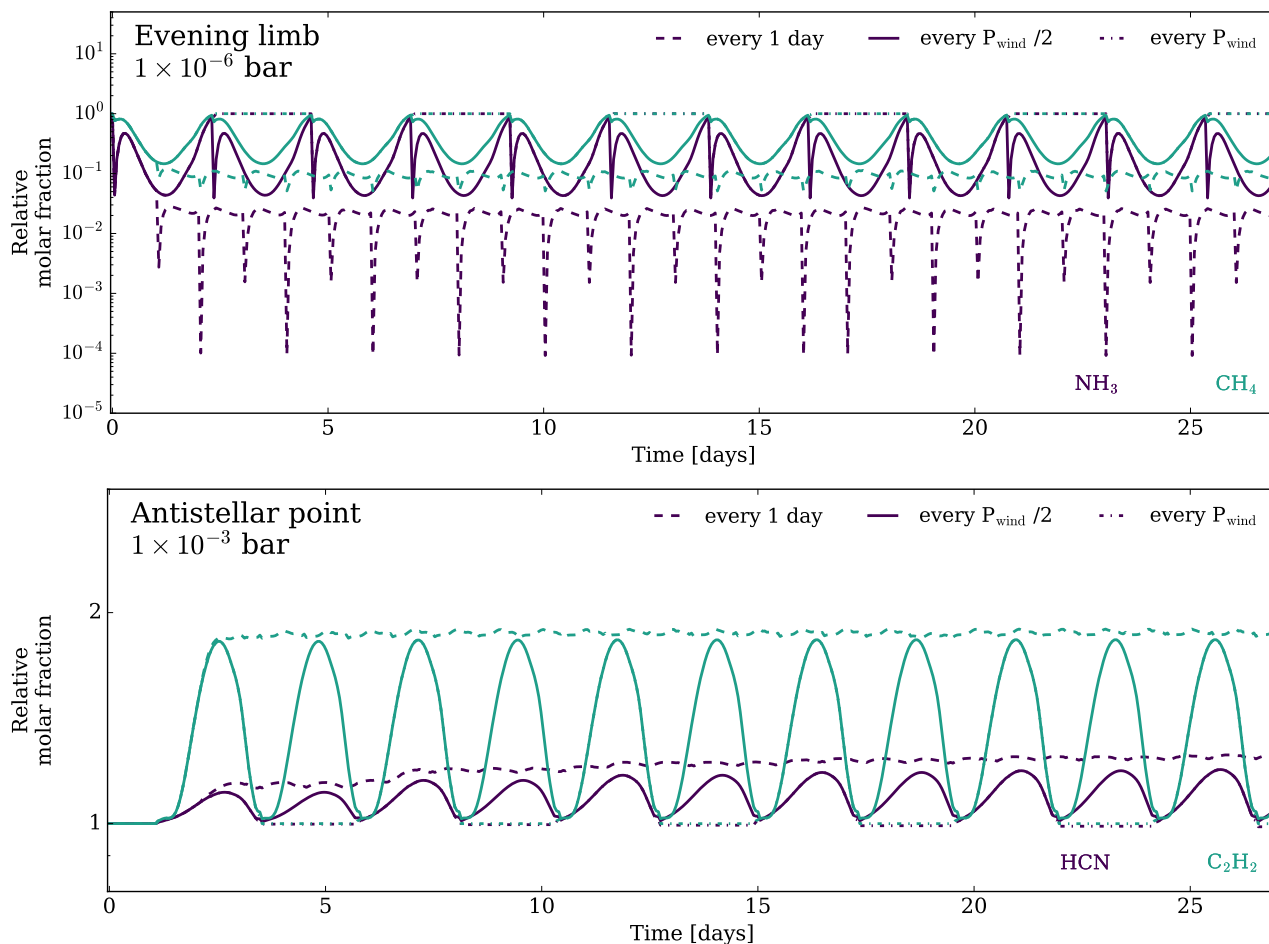 Evening limb
1 × 10⁻⁶ bar
every 1 day
every P_wind /2
every P_wind
10¹
10⁰
10⁻¹
10⁻²
10⁻³
10⁻⁴
10⁻⁵
Relative
molar fraction
NH₃
CH₄
0 5 10 15 20 25
Time [days]
Antistellar point
1 × 10⁻³ bar
every 1 day
every P_wind /2
every P_wind
2
1
Relative
molar fraction
HCN
C₂H₂
0 5 10 15 20 25
Time [days]